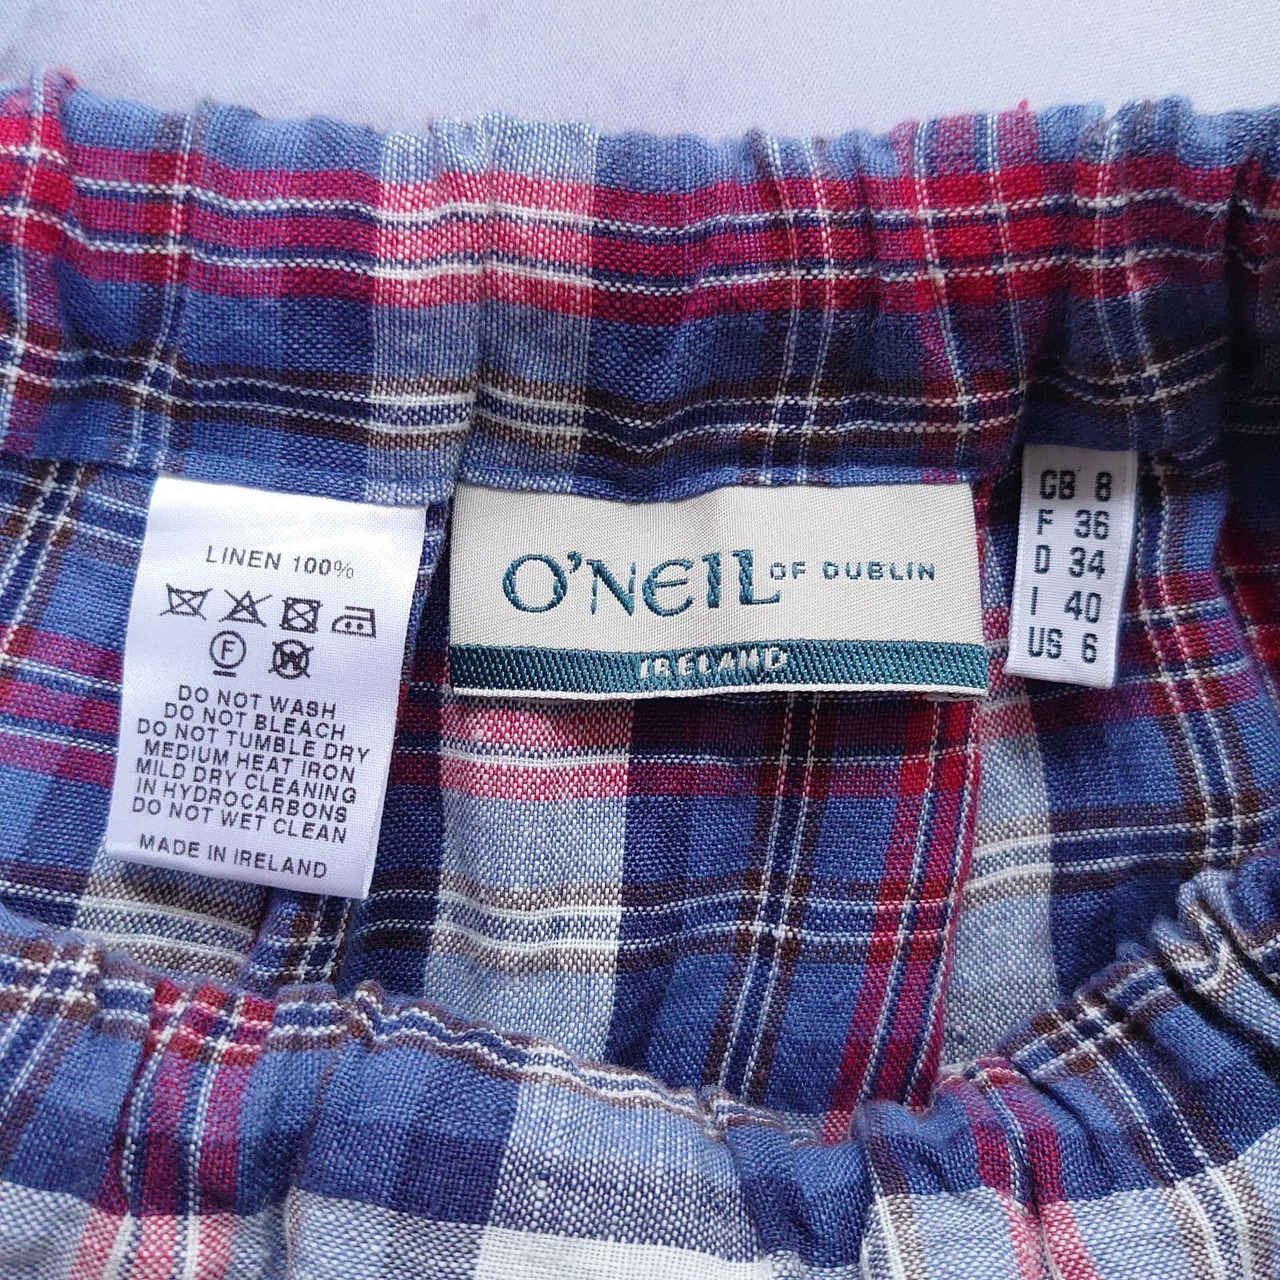 LINEN 100%
F
W
DO NOT WASH
DO NOT BLEACH
DO NOT TUMBLE DRY
MEDIUM HEAT IRON
MILD DRY CLEANING
IN HYDROCARBONS
DO NOT WET CLEAN
MADE IN IRELAND
O'NEIL OF DUBLIN
IRELAND
GB 8
F 36
D 34
I 40
US 6